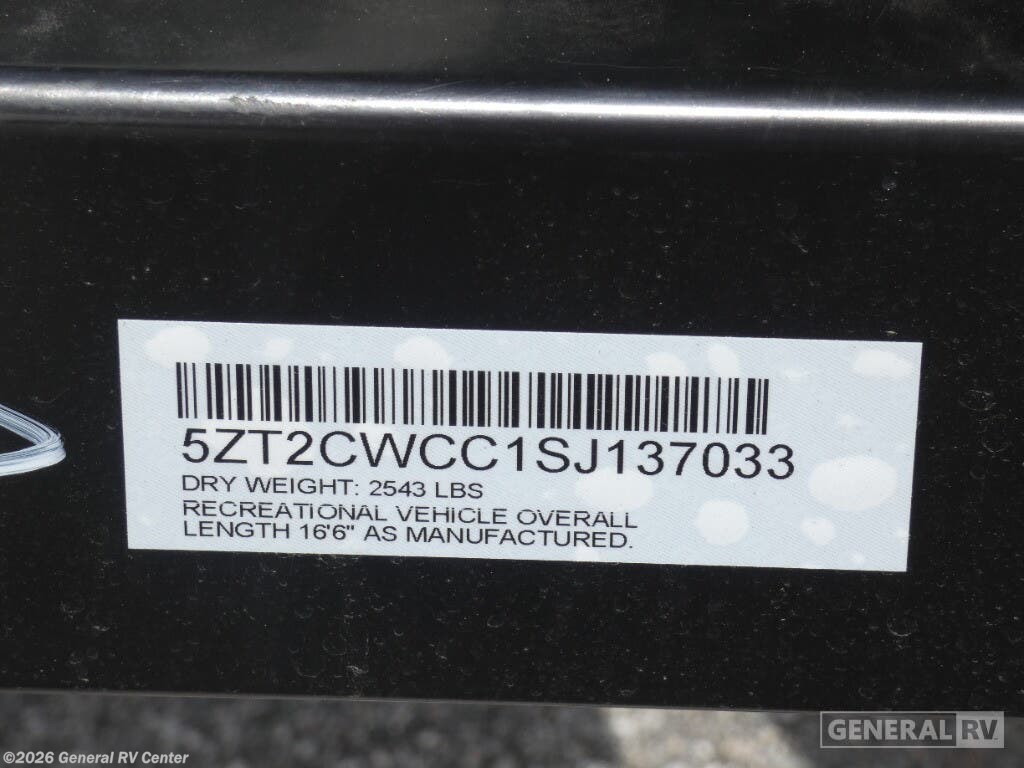 5ZT2CWCC1SJ137033
DRY WEIGHT: 2543 LBS
RECREATIONAL VEHICLE OVERALL
LENGTH 16'6" AS MANUFACTURED.
GENERAL RV
©2026 General RV Center